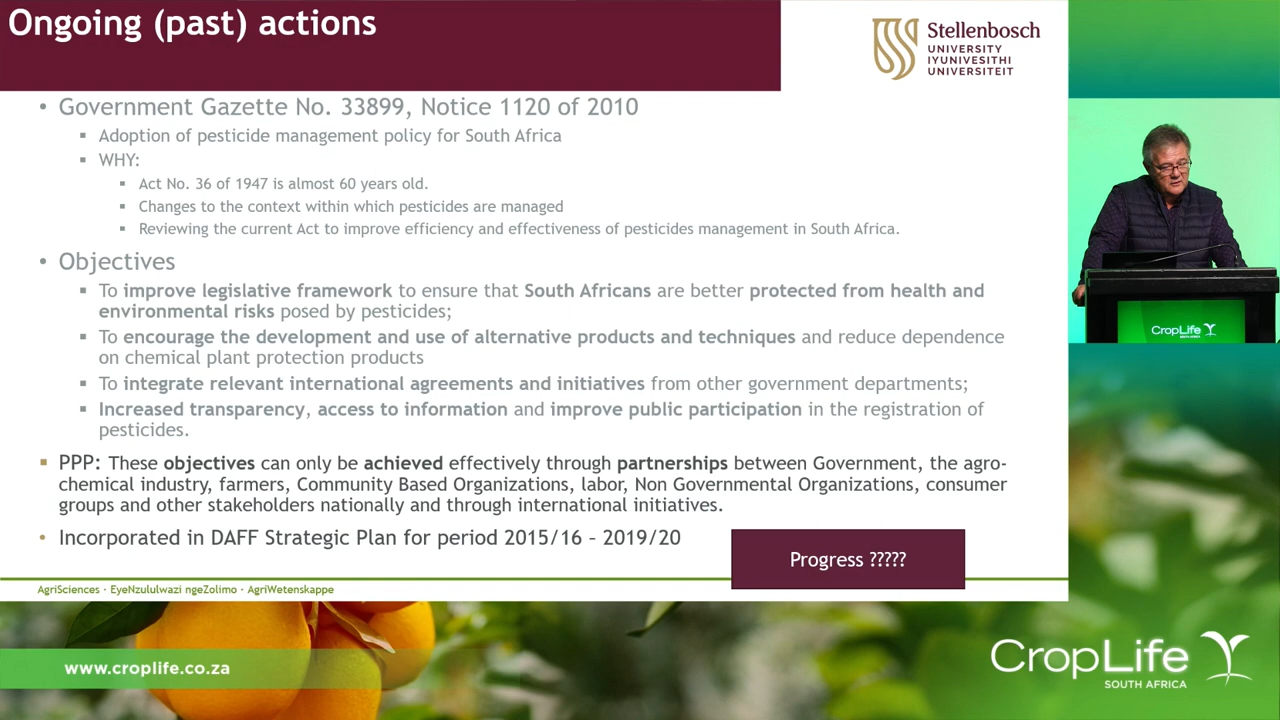 Ongoing (past) actions
Stellenbosch
UNIVERSITY
IYUNIVESITHI
UNIVERSITEIT
• Government Gazette No. 33899, Notice 1120 of 2010
▪ Adoption of pesticide management policy for South Africa
▪ WHY:
▪ Act No. 36 of 1947 is almost 60 years old.
▪ Changes to the context within which pesticides are managed
▪ Reviewing the current Act to improve efficiency and effectiveness of pesticides management in South Africa.
• Objectives
▪ To improve legislative framework to ensure that South Africans are better protected from health and
environmental risks posed by pesticides;
▪ To encourage the development and use of alternative products and techniques and reduce dependence
on chemical plant protection products
▪ To integrate relevant international agreements and initiatives from other government departments;
▪ Increased transparency, access to information and improve public participation in the registration of
pesticides.
▪ PPP: These objectives can only be achieved effectively through partnerships between Government, the agro-
chemical industry, farmers, Community Based Organizations, labor, Non Governmental Organizations, consumer
groups and other stakeholders nationally and through international initiatives.
• Incorporated in DAFF Strategic Plan for period 2015/16 – 2019/20
Progress ?????
AgriSciences · EyeNzululwazi ngeZolimo · AgriWetenskappe
CropLife
SOUTH AFRICA
www.croplife.co.za
CropLife
SOUTH AFRICA